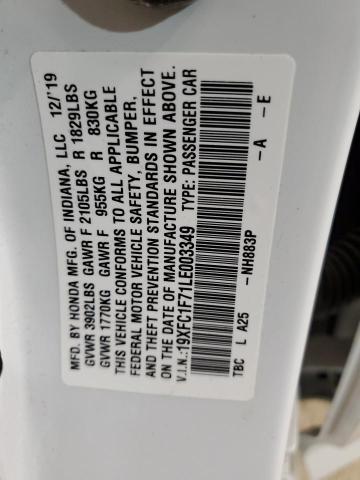 MFD. BY HONDA MFG. OF INDIANA, LLC 12/'19
GVWR 3902LBS GAWR F 2105LBS R 1829LBS
GVWR 1770KG GAWR F 955KG R 830KG
THIS VEHICLE CONFORMS TO ALL APPLICABLE
FEDERAL MOTOR VEHICLE SAFETY, BUMPER,
AND THEFT PREVENTION STANDARDS IN EFFECT
ON THE DATE OF MANUFACTURE SHOWN ABOVE.
V.I.N.:19XFC1F71LE003349 TYPE: PASSENGER CAR
TBC L A25 -NH883P -A -E